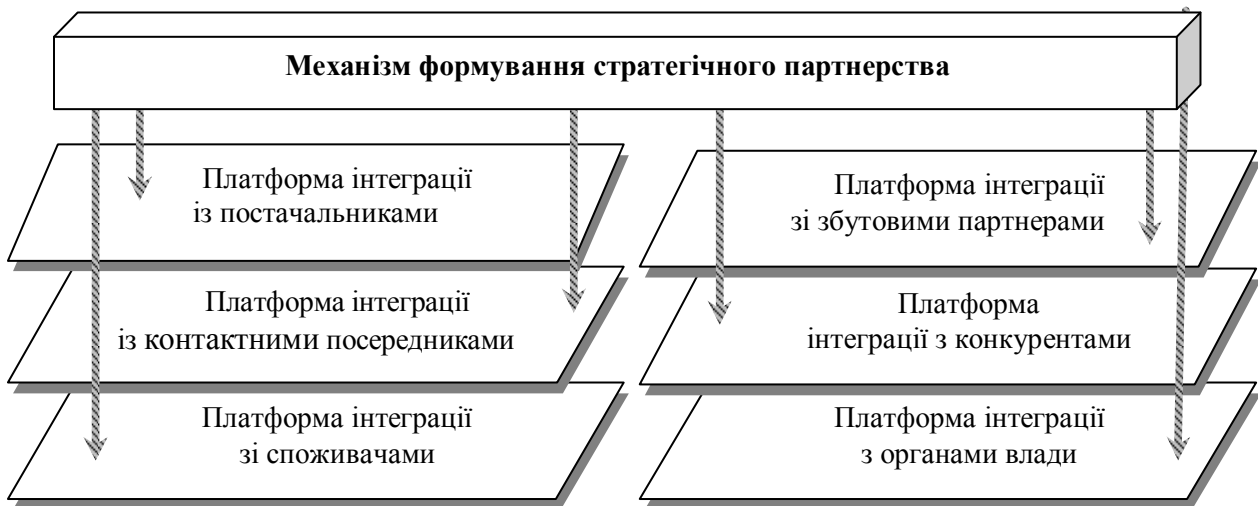 Механізм формування стратегічного партнерства
Платформа інтеграції
із постачальниками
Платформа інтеграції
зі збутовими партнерами
Платформа інтеграції
із контактними посередниками
Платформа
інтеграції з конкурентами
Платформа інтеграції
зі споживачами
Платформа інтеграції
з органами влади